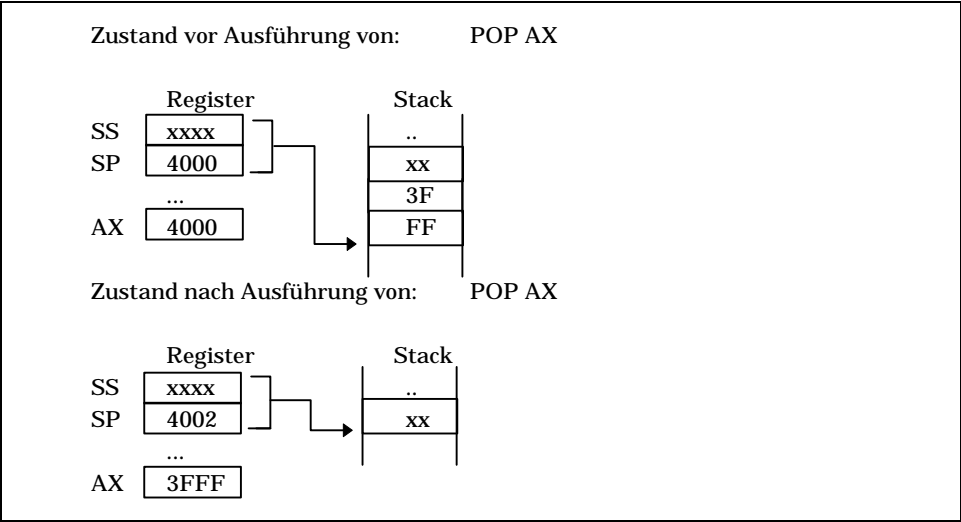 Zustand vor Ausführung von: POP AX
Register Stack
SS xxxx ..
SP 4000 xx
... 3F
AX 4000 FF
Zustand nach Ausführung von: POP AX
Register Stack
SS xxxx ..
SP 4002 xx
...
AX 3FFF